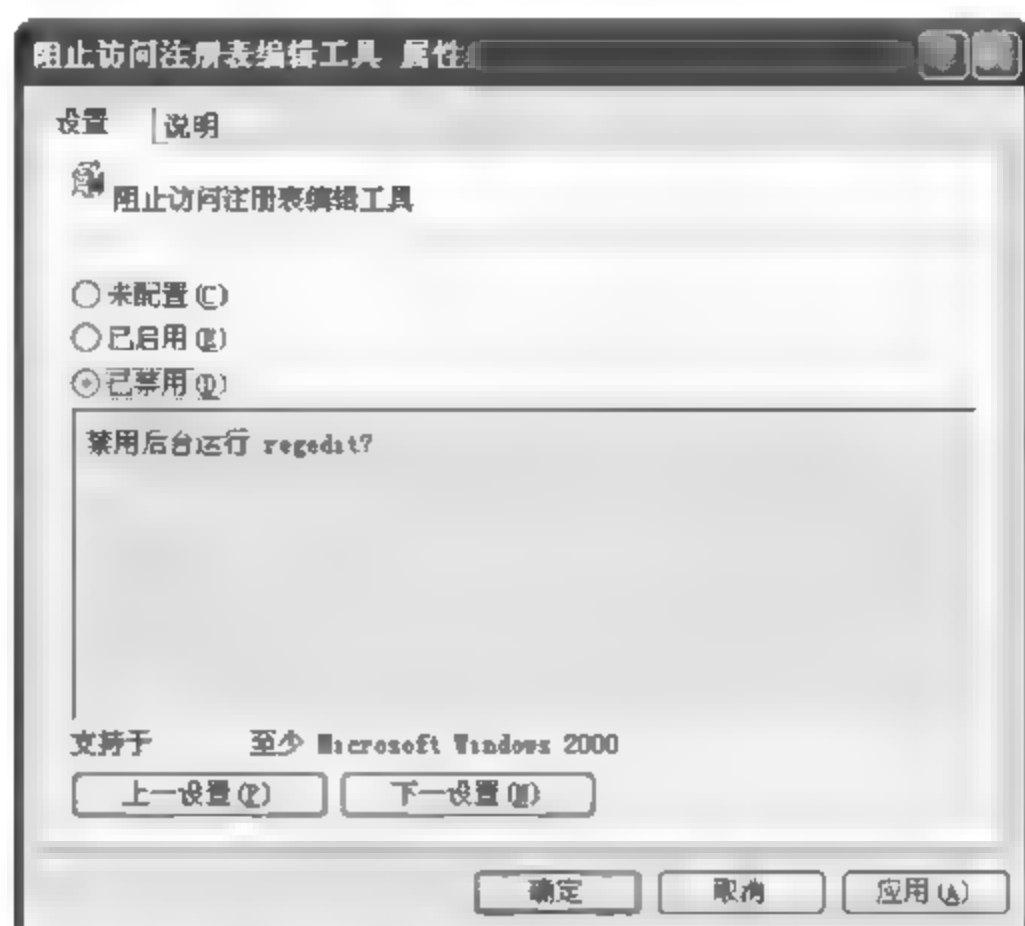 阻止访问注册表编辑工具 属性
设置 说明
阻止访问注册表编辑工具
未配置(C)
已启用(E)
已禁用(D)
禁用后台运行 regedit?
支持于 至少 Microsoft Windows 2000
上一设置(P) 下一设置(N)
确定 取消 应用(A)